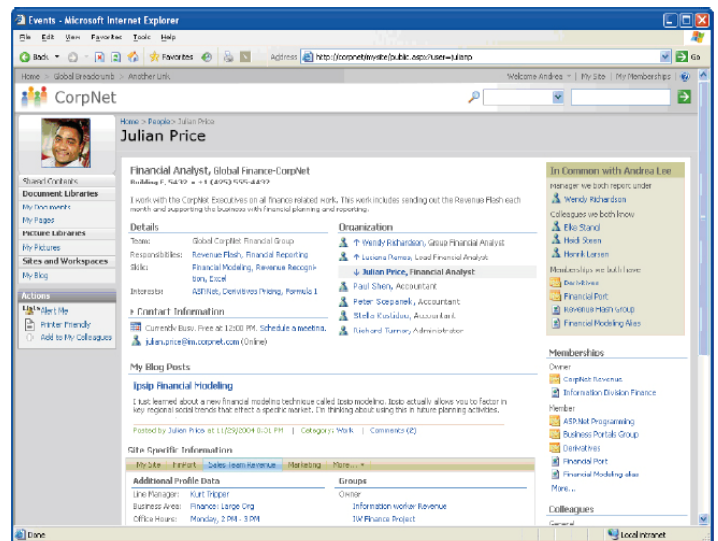 Events - Microsoft Internet Explorer
File Edit View Favorites Tools Help
Back Favorites Address http://corpnet/mysite/public.aspx?user=julianp Go
Home > Global Breadcrumb > Another Link Welcome Andrea | My Site | My Memberships
CorpNet
Home > People > Julian Price
Julian Price
Shared Contents
Document Libraries
My Documents
My Pages
Picture Libraries
My Pictures
Sites and Workspaces
My Blog
Actions
Lists
Alert Me
Printer Friendly
Add to My Colleagues
Financial Analyst, Global Finance-CorpNet
I work with the CorpNet Executives on all finance related work. This work includes sending out the Revenue Flash each
month and supporting the business with financial planning and reporting.
Details
Team: Global CorpNet Financial Group
Responsibilities: Revenue Flash, Financial Reporting
Skills: Financial Modeling, Revenue Recogni-
tion, Excel
Interests: ASP.Net, Derivitives Pricing, Formula 1
Contact Information
Currently Busy. Free at 12:00 PM. Schedule a meeting.
julian.price@im.corpnet.com (Online)
Organization
Wendy Richardson, Group Financial Analyst
Luciana Ramos, Lead Financial Analyst
Julian Price, Financial Analyst
Paul Shen, Accountant
Peter Scepanek, Accountant
Stella Kostidou, Accountant
Richard Turner, Administrator
My Blog Posts
Ipsip Financial Modeling
I just learned about a new financial modeling technique called Ipsio modeling. Ipsio actually allows you to factor in
key regional social trends that effect a specific market. I'm thinking about using this in future planning activities.
Posted by Julian Price at 11/29/2004 8:01 PM | Category: Work | Comments (2)
Site Specific Information
My Site FinPort Sales Team Revenue Marketing More...
Additional Profile Data
Line Manager: Kurt Tripper
Business Area: Finance: Large Org
Office Hours: Monday, 2 PM - 3 PM
Groups
Owner
Information worker Revenue
IW Finance Project
In Common with Andrea Lee
Manager we both report under
Wendy Richardson
Colleagues we both know
Elke Stancl
Heidi Steen
Henrik Larsen
Memberships we both have
Derivitives
Financial Port
Revenue Flash Group
Financial Modeling Alias
Memberships
Owner
CorpNet Revenue
Information Division Finance
Member
ASP.Net Programming
Business Portals Group
Derivatives
Financial Port
Financial Modeling alias
More...
Colleagues
General
Done Local intranet